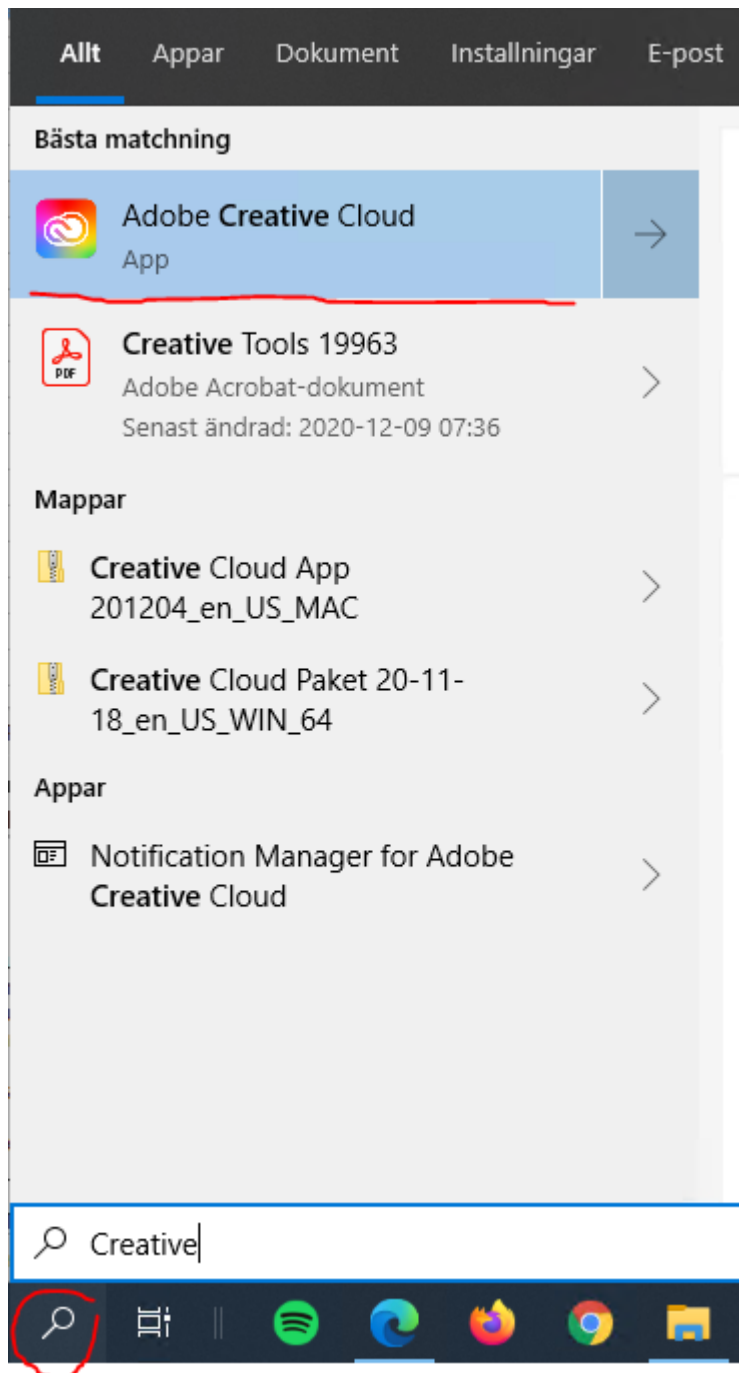 Allt Appar Dokument Installningar E-post
Bästa matchning
Adobe Creative Cloud
App
Creative Tools 19963
PDF
Adobe Acrobat-dokument
Senast ändrad: 2020-12-09 07:36
Mappar
Creative Cloud App
201204_en_US_MAC
Creative Cloud Paket 20-11-
18_en_US_WIN_64
Appar
Notification Manager for Adobe
Creative Cloud
Creative